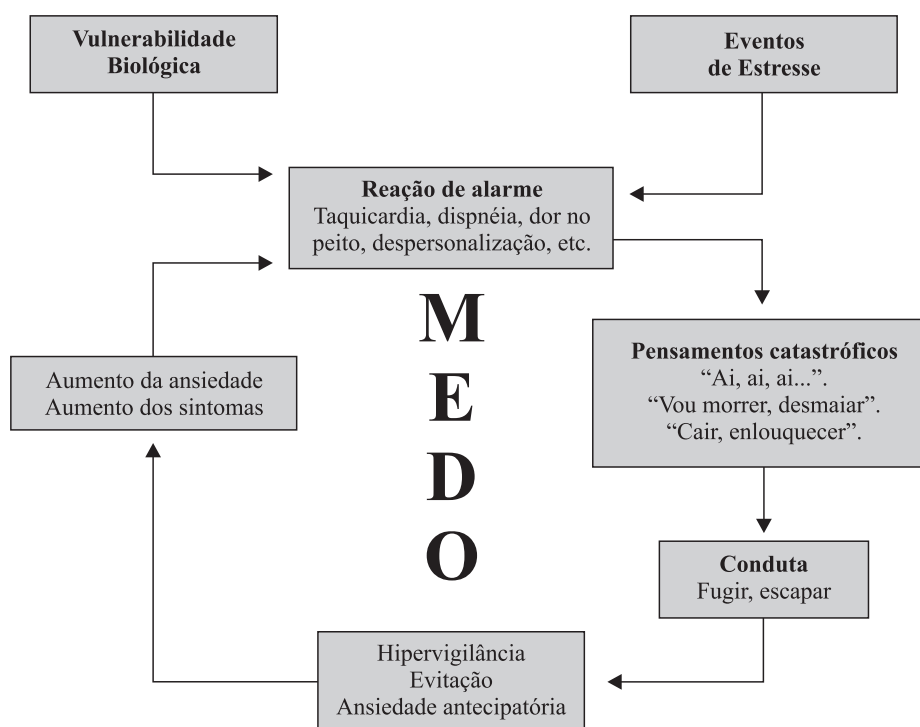 Vulnerabilidade
Biológica
Eventos
de Estresse
Reação de alarme
Taquicardia, dispnéia, dor no
peito, despersonalização, etc.
M
E
D
O
Pensamentos catastróficos
“Ai, ai, ai...”.
“Vou morrer, desmaiar”.
“Cair, enlouquecer”.
Aumento da ansiedade
Aumento dos sintomas
Conduta
Fugir, escapar
Hipervigilância
Evitação
Ansiedade antecipatória